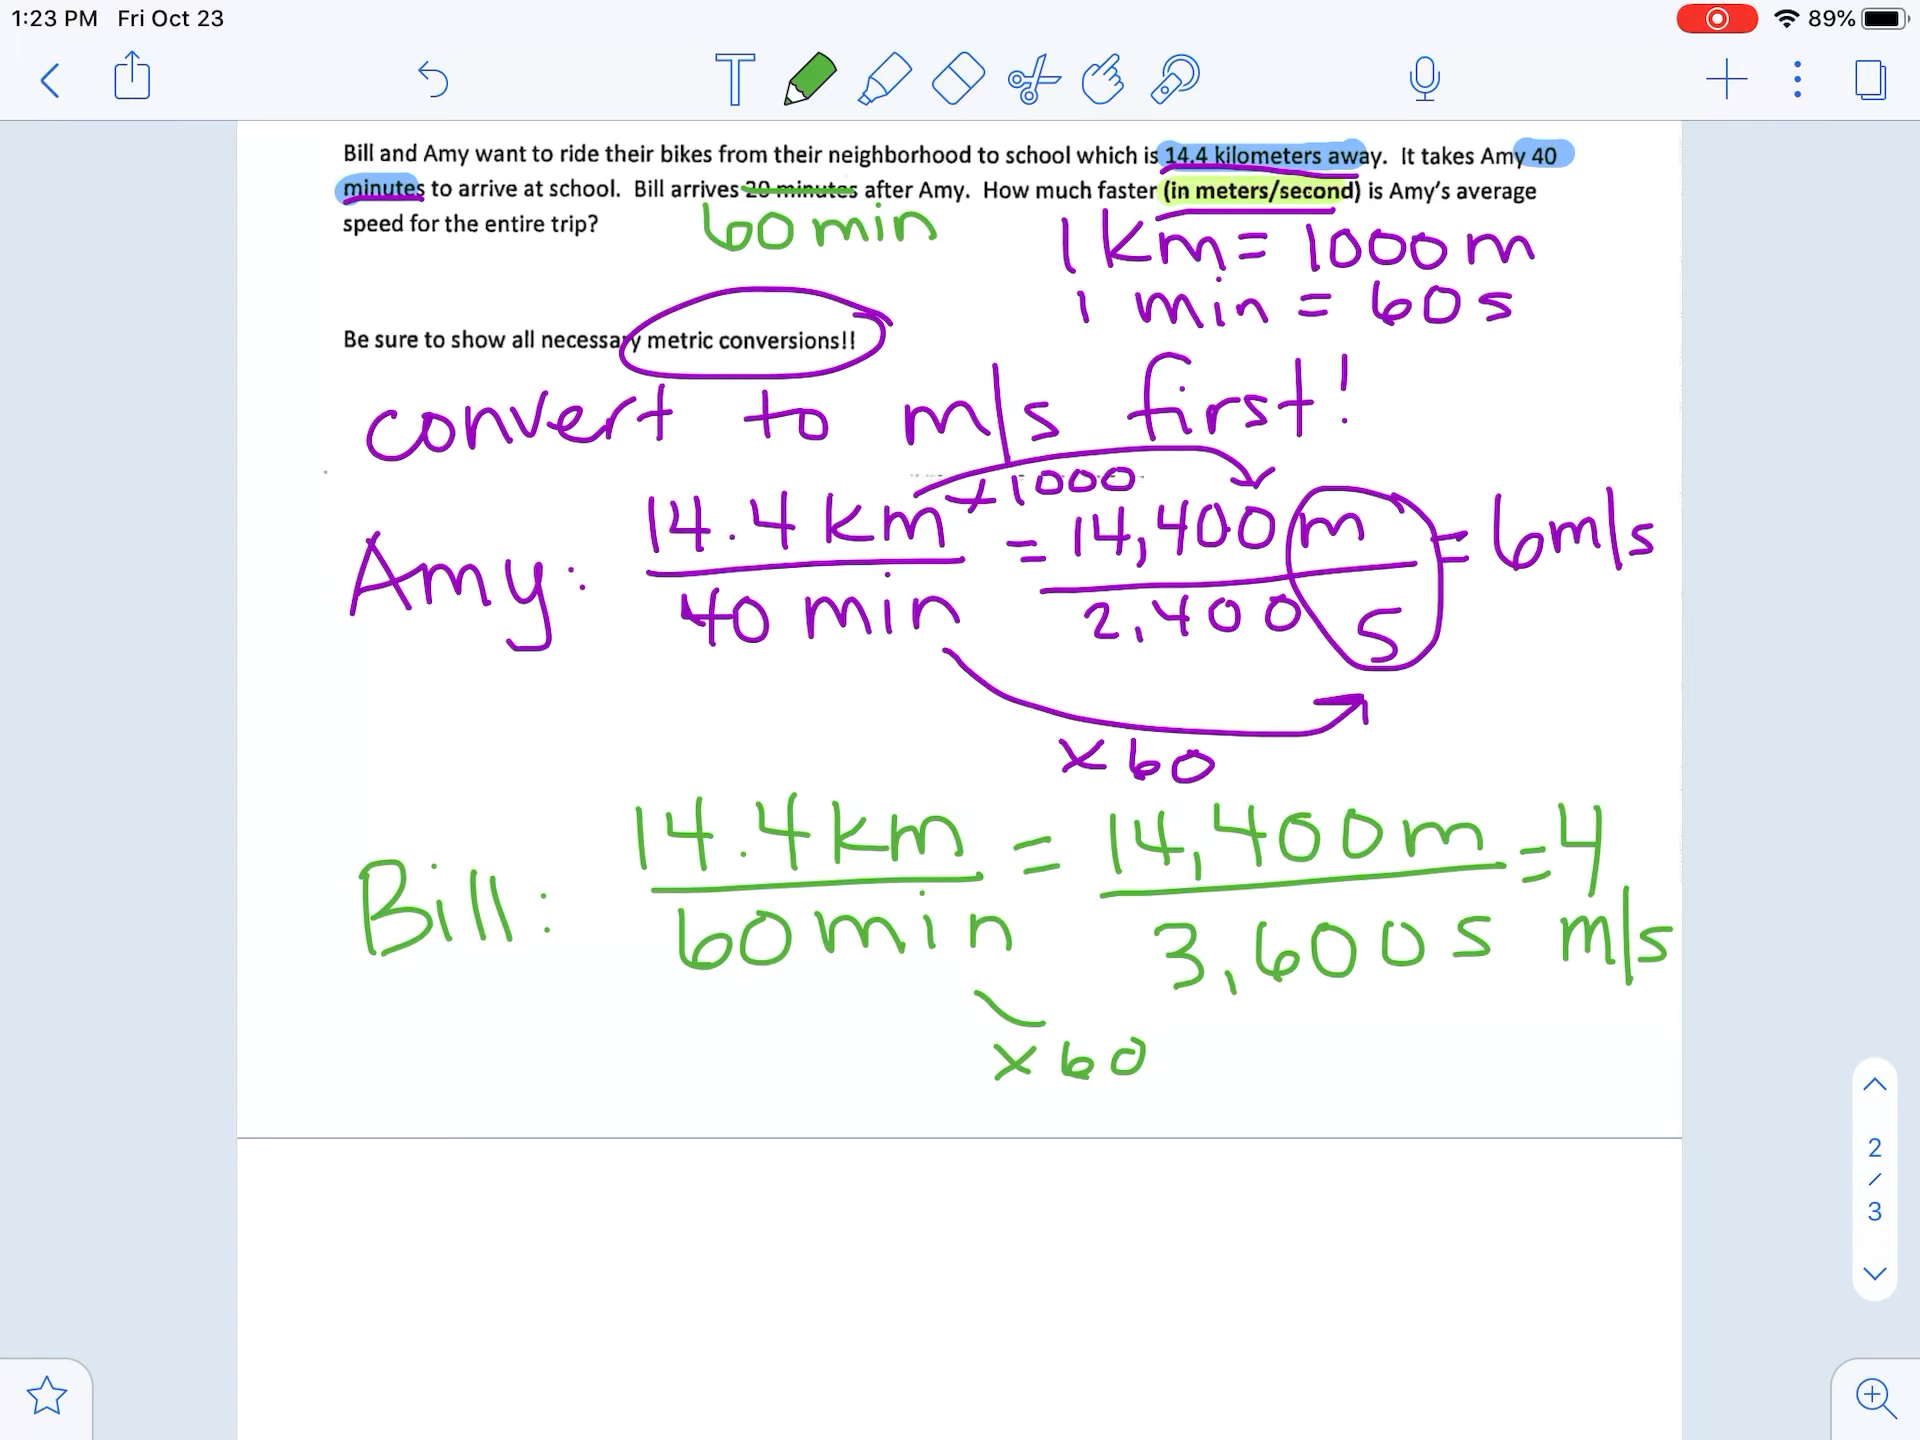 1:23 PM Fri Oct 23
89%
Bill and Amy want to ride their bikes from their neighborhood to school which is 14.4 kilometers away. It takes Amy 40
minutes to arrive at school. Bill arrives 20 minutes after Amy. How much faster (in meters/second) is Amy's average
speed for the entire trip?
60 min
1 km = 1000 m
1 min = 60 s
Be sure to show all necessary metric conversions!!
convert to m/s first!
x1000
Amy: 14.4 km = 14,400 m = 6 m/s
40 min 2,400 s
x 60
Bill: 14.4 km = 14,400 m = 4
60 min 3,600 s m/s
x 60
2
/
3